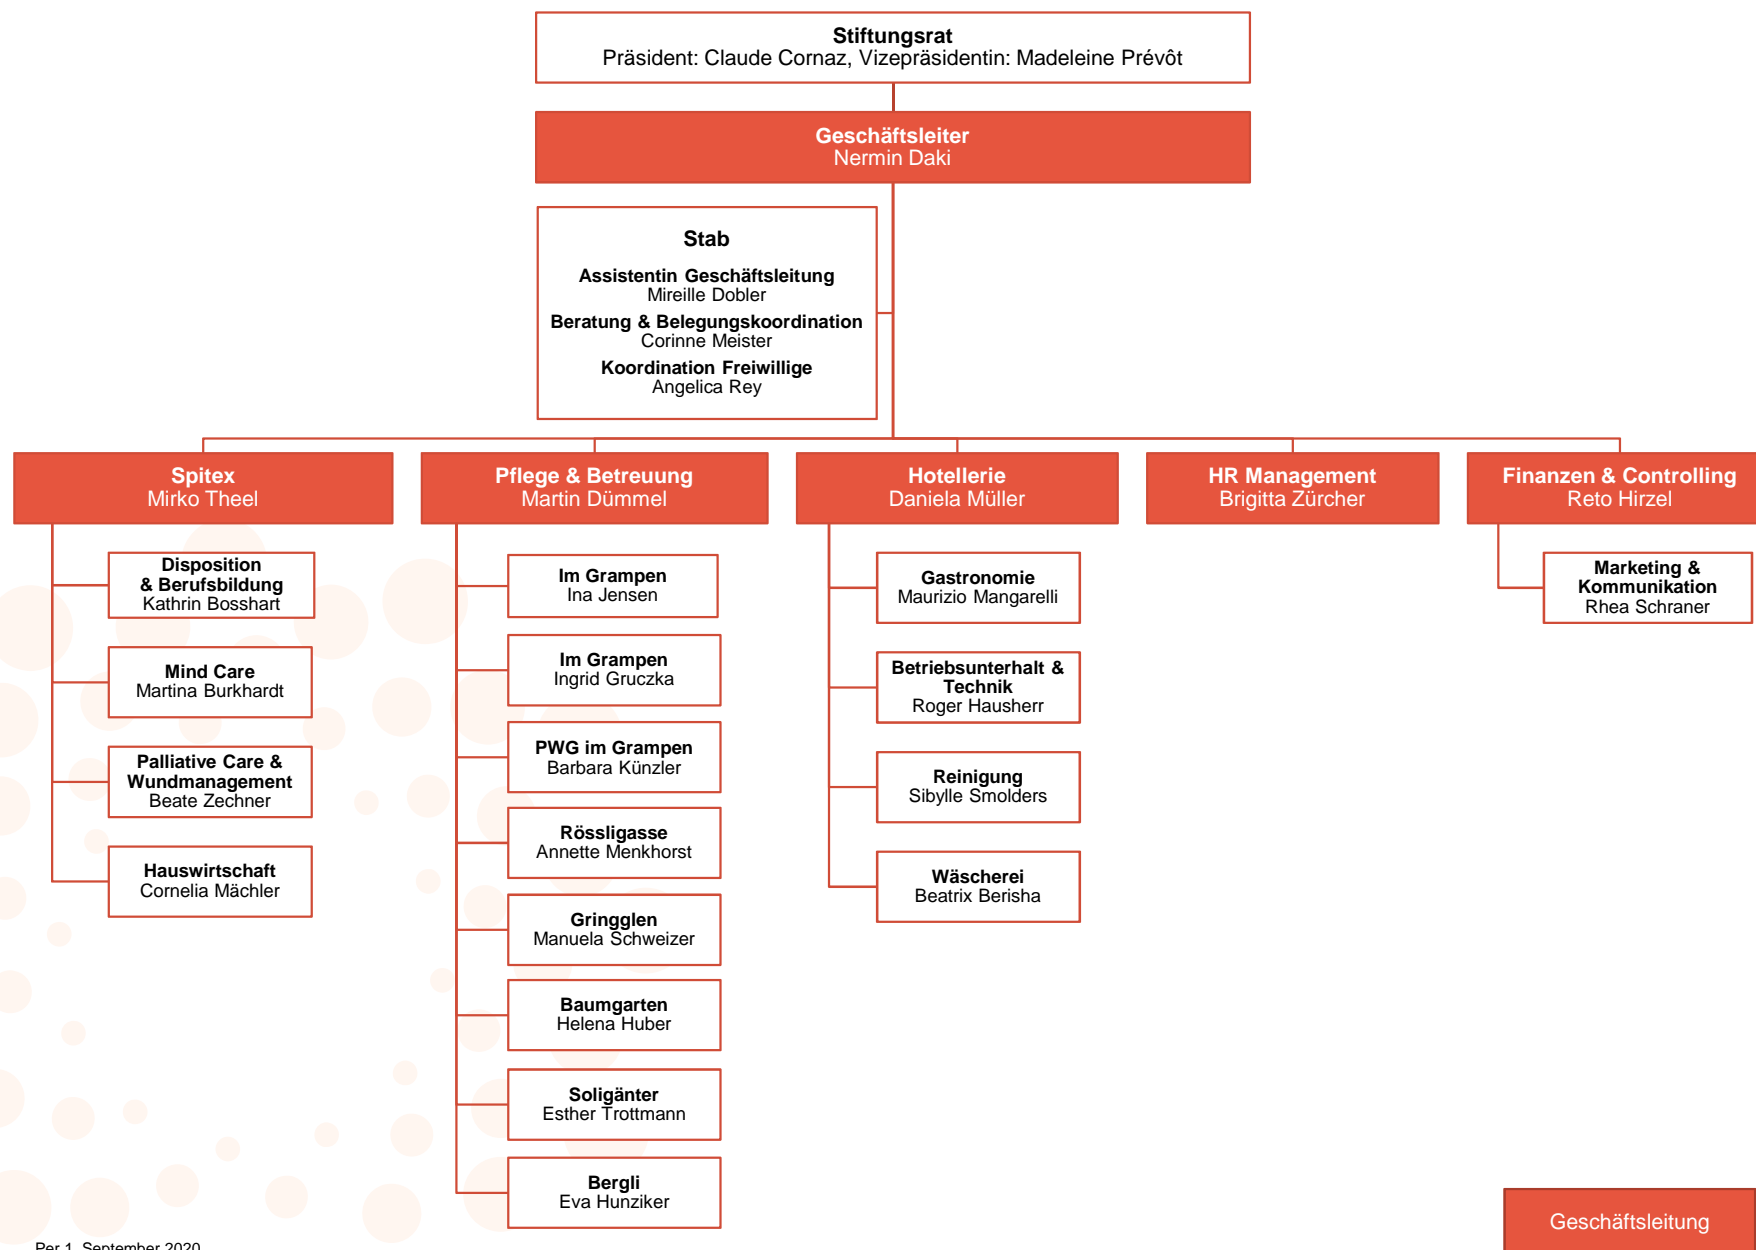 Stiftungsrat
Präsident: Claude Cornaz, Vizepräsidentin: Madeleine Prévôt
Geschäftsleiter
Nermin Daki
Stab
Assistentin Geschäftsleitung
Mireille Dobler
Beratung & Belegungskoordination
Corinne Meister
Koordination Freiwillige
Angelica Rey
Spitex
Mirko Theel
Disposition
& Berufsbildung
Kathrin Bosshart
Mind Care
Martina Burkhardt
Palliative Care &
Wundmanagement
Beate Zechner
Hauswirtschaft
Cornelia Mächler
Pflege & Betreuung
Martin Dümmel
Im Grampen
Ina Jensen
Im Grampen
Ingrid Gruczka
PWG im Grampen
Barbara Künzler
Rössligasse
Annette Menkhorst
Gringglen
Manuela Schweizer
Baumgarten
Helena Huber
Soligänter
Esther Trottmann
Bergli
Eva Hunziker
Hotellerie
Daniela Müller
Gastronomie
Maurizio Mangarelli
Betriebsunterhalt &
Technik
Roger Hausherr
Reinigung
Sibylle Smolders
Wäscherei
Beatrix Berisha
HR Management
Brigitta Zürcher
Finanzen & Controlling
Reto Hirzel
Marketing &
Kommunikation
Rhea Schraner
Geschäftsleitung
Per 1. September 2020